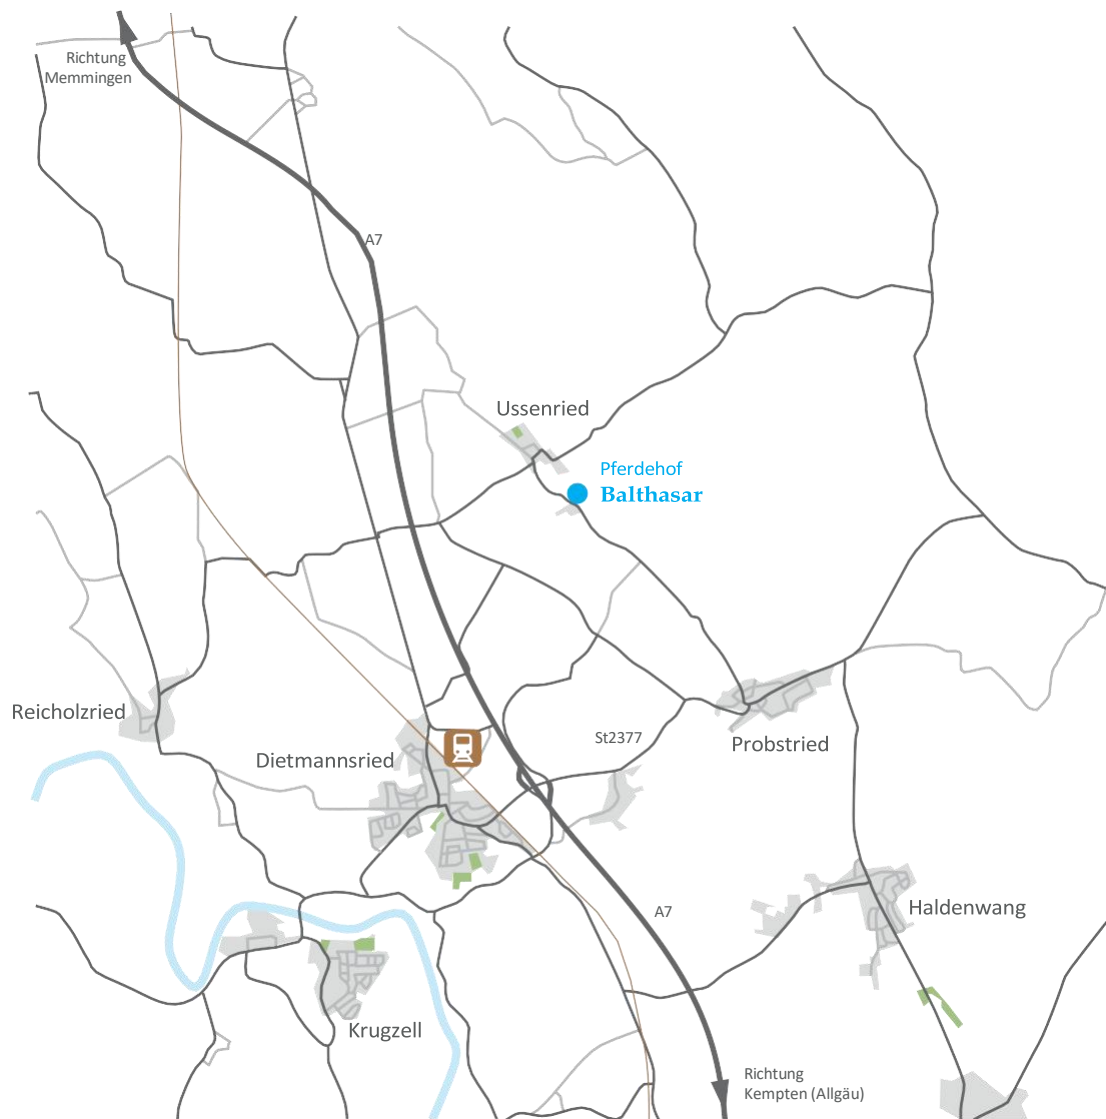 Richtung
Memmingen
A7
Ussenried
Pferdehof
Balthasar
Reicholzried
St2377
Probstried
Dietmannsried
Haldenwang
A7
Krugzell
Richtung
Kempten (Allgäu)